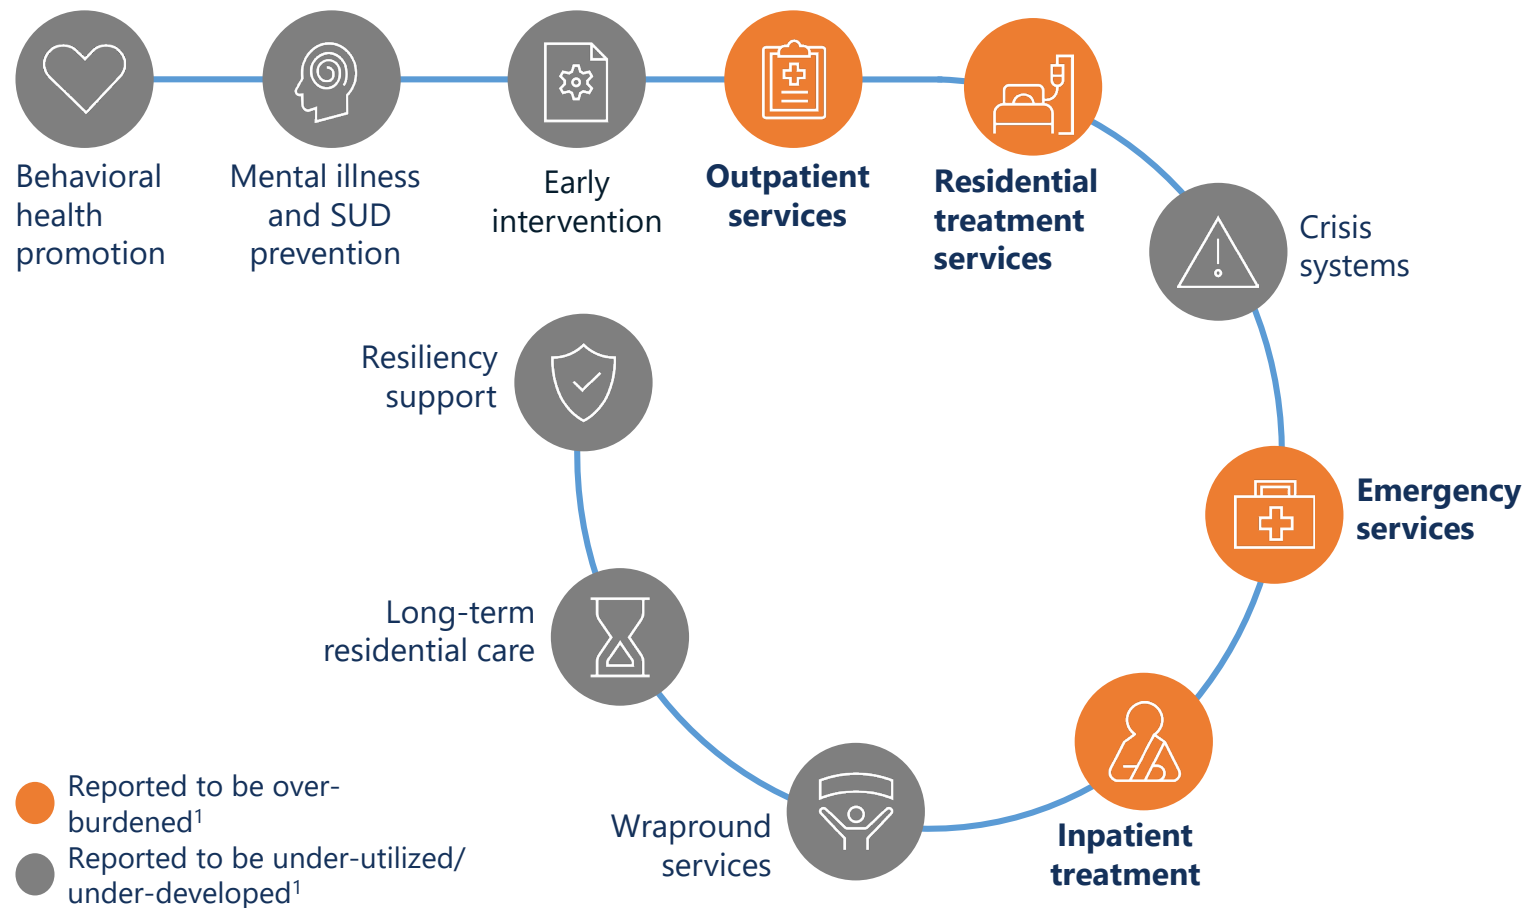 Behavioral
health
promotion
Mental illness
and SUD
prevention
Early
intervention
Outpatient
services
Residential
treatment
services
Crisis
systems
Emergency
services
Inpatient
treatment
Wrapround
services
Long-term
residential care
Resiliency
support
Reported to be over-
burdened¹
Reported to be under-utilized/
under-developed¹